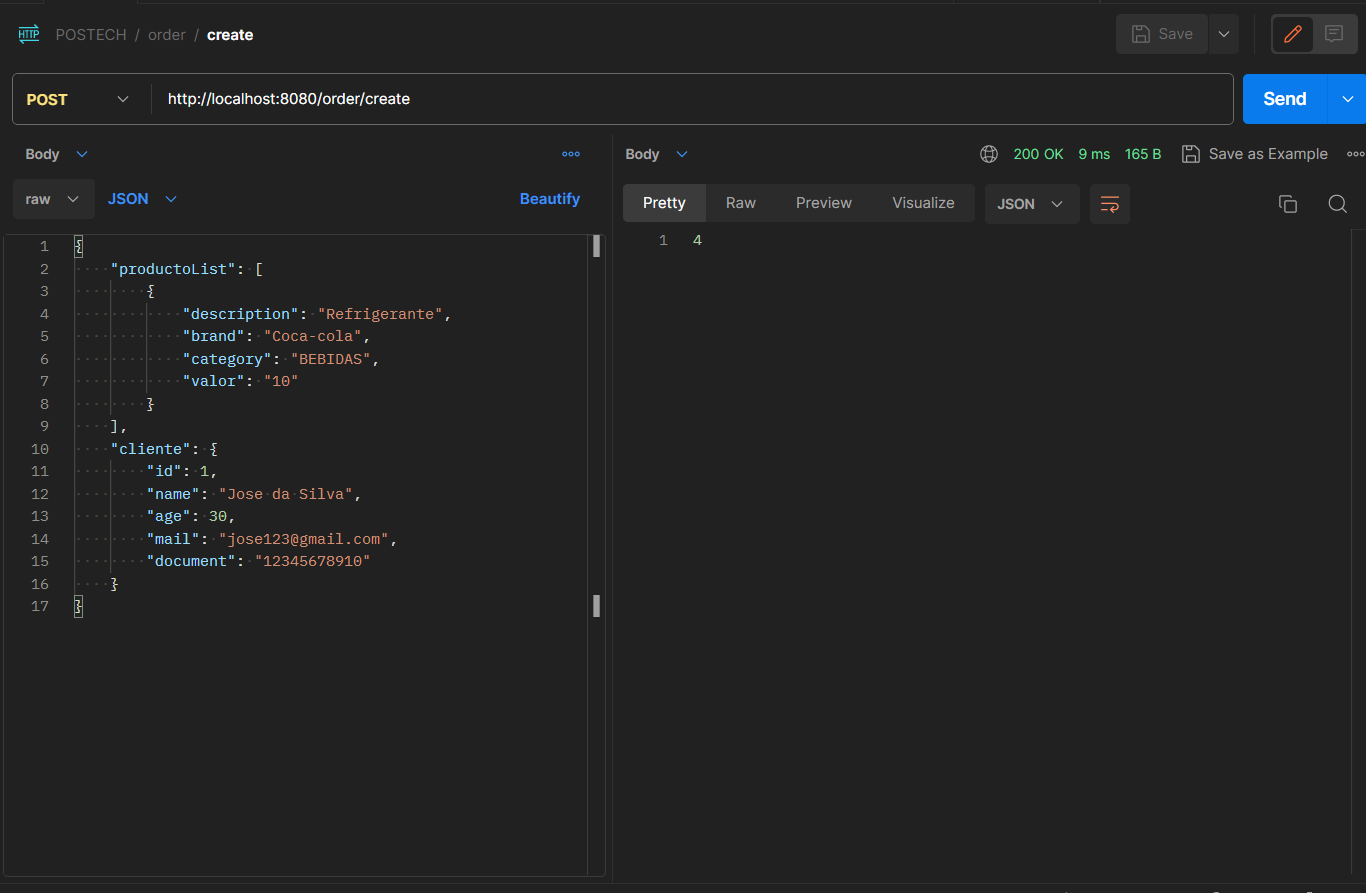 HTTP POSTECH / order / create Save
POST http://localhost:8080/order/create Send
Body
raw JSON Beautify
1 {
2 "productoList": [
3 {
4 "description": "Refrigerante",
5 "brand": "Coca-cola",
6 "category": "BEBIDAS",
7 "valor": "10"
8 }
9 ],
10 "cliente": {
11 "id": 1,
12 "name": "Jose da Silva",
13 "age": 30,
14 "mail": "jose123@gmail.com",
15 "document": "12345678910"
16 }
17 }
Body 200 OK 9 ms 165 B Save as Example
Pretty Raw Preview Visualize JSON
1 4